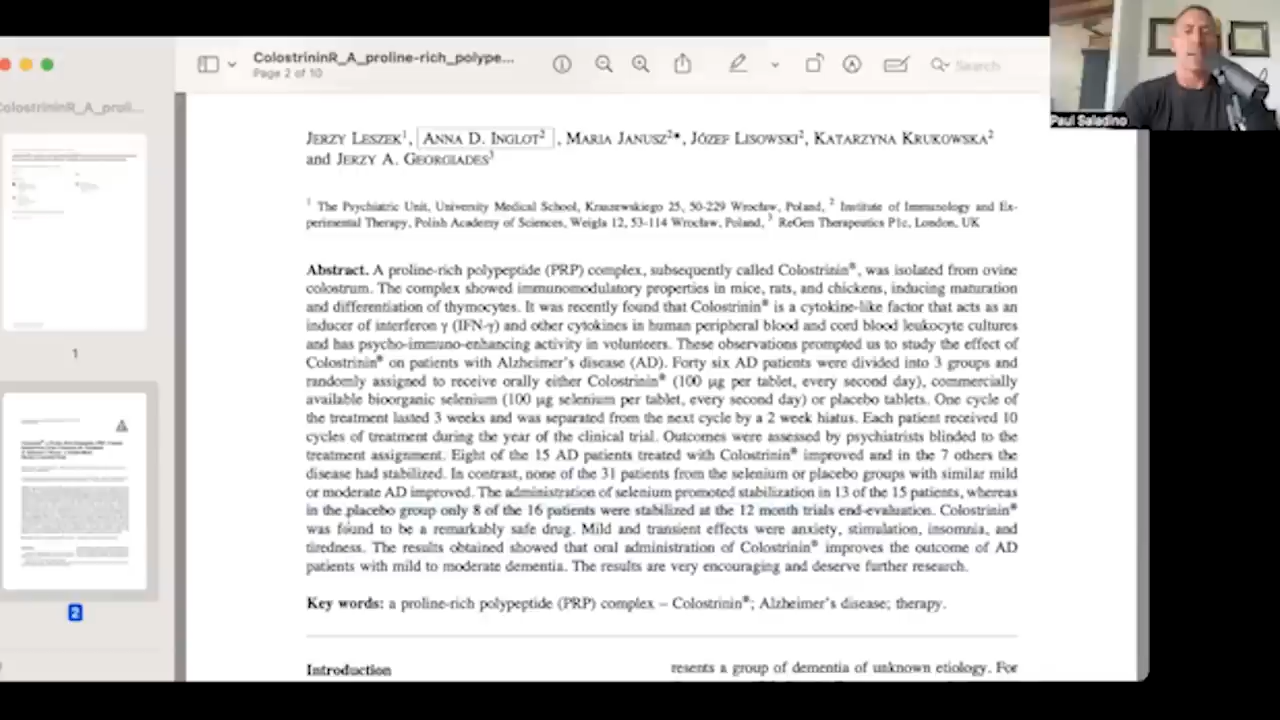 ColostrininR_A_proline-rich_polype...
Page 2 of 10
Search
Paul Saladino
ColostrininR_A_proli...
1
2
JERZY LESZEK1, ANNA D. INGLOT2, MARIA JANUSZ2*, JÓZEF LISOWSKI2, KATARZYNA KRUKOWSKA2
and JERZY A. GEORGIADES3
1 The Psychiatric Unit, University Medical School, Kraszewskiego 25, 50-229 Wrocław, Poland, 2 Institute of Immunology and Ex-
perimental Therapy, Polish Academy of Sciences, Weigla 12, 53-114 Wrocław, Poland, 3 ReGen Therapeutics Plc, London, UK
Abstract. A proline-rich polypeptide (PRP) complex, subsequently called Colostrinin®, was isolated from ovine
colostrum. The complex showed immunomodulatory properties in mice, rats, and chickens, inducing maturation
and differentiation of thymocytes. It was recently found that Colostrinin® is a cytokine-like factor that acts as an
inducer of interferon γ (IFN-γ) and other cytokines in human peripheral blood and cord blood leukocyte cultures
and has psycho-immuno-enhancing activity in volunteers. These observations prompted us to study the effect of
Colostrinin® on patients with Alzheimer's disease (AD). Forty six AD patients were divided into 3 groups and
randomly assigned to receive orally either Colostrinin® (100 µg per tablet, every second day), commercially
available bioorganic selenium (100 µg selenium per tablet, every second day) or placebo tablets. One cycle of
the treatment lasted 3 weeks and was separated from the next cycle by a 2 week hiatus. Each patient received 10
cycles of treatment during the year of the clinical trial. Outcomes were assessed by psychiatrists blinded to the
treatment assignment. Eight of the 15 AD patients treated with Colostrinin® improved and in the 7 others the
disease had stabilized. In contrast, none of the 31 patients from the selenium or placebo groups with similar mild
or moderate AD improved. The administration of selenium promoted stabilization in 13 of the 15 patients, whereas
in the placebo group only 8 of the 16 patients were stabilized at the 12 month trials end-evaluation. Colostrinin®
was found to be a remarkably safe drug. Mild and transient effects were anxiety, stimulation, insomnia, and
tiredness. The results obtained showed that oral administration of Colostrinin® improves the outcome of AD
patients with mild to moderate dementia. The results are very encouraging and deserve further research.
Key words: a proline-rich polypeptide (PRP) complex – Colostrinin®; Alzheimer's disease; therapy.
Introduction
resents a group of dementia of unknown etiology. For